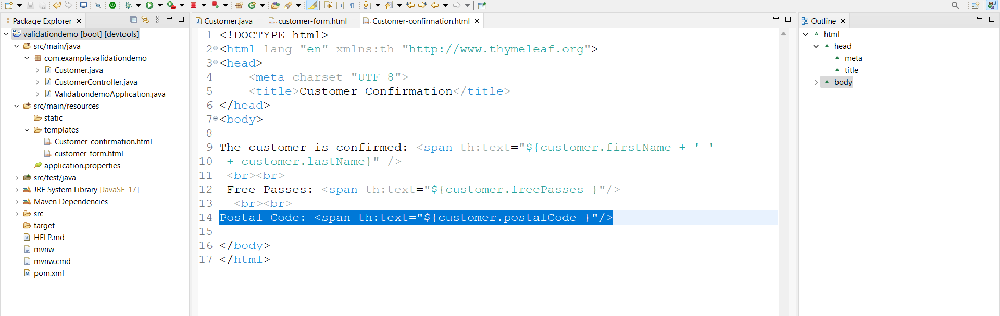 Package Explorer
validationdemo [boot] [devtools]
src/main/java
com.example.validationdemo
Customer.java
CustomerController.java
ValidationdemoApplication.java
src/main/resources
static
templates
Customer-confirmation.html
customer-form.html
application.properties
src/test/java
JRE System Library [JavaSE-17]
Maven Dependencies
src
target
HELP.md
mvnw
mvnw.cmd
pom.xml
Customer.java customer-form.html Customer-confirmation.html
1 <!DOCTYPE html>
2 <html lang="en" xmlns:th="http://www.thymeleaf.org">
3 <head>
4 <meta charset="UTF-8">
5 <title>Customer Confirmation</title>
6 </head>
7 <body>
8
9 The customer is confirmed: <span th:text="${customer.firstName + ' '
10 + customer.lastName}" />
11 <br><br>
12 Free Passes: <span th:text="${customer.freePasses }"/>
13 <br><br>
14 Postal Code: <span th:text="${customer.postalCode }"/>
15
16 </body>
17 </html>
Outline
html
head
meta
title
body